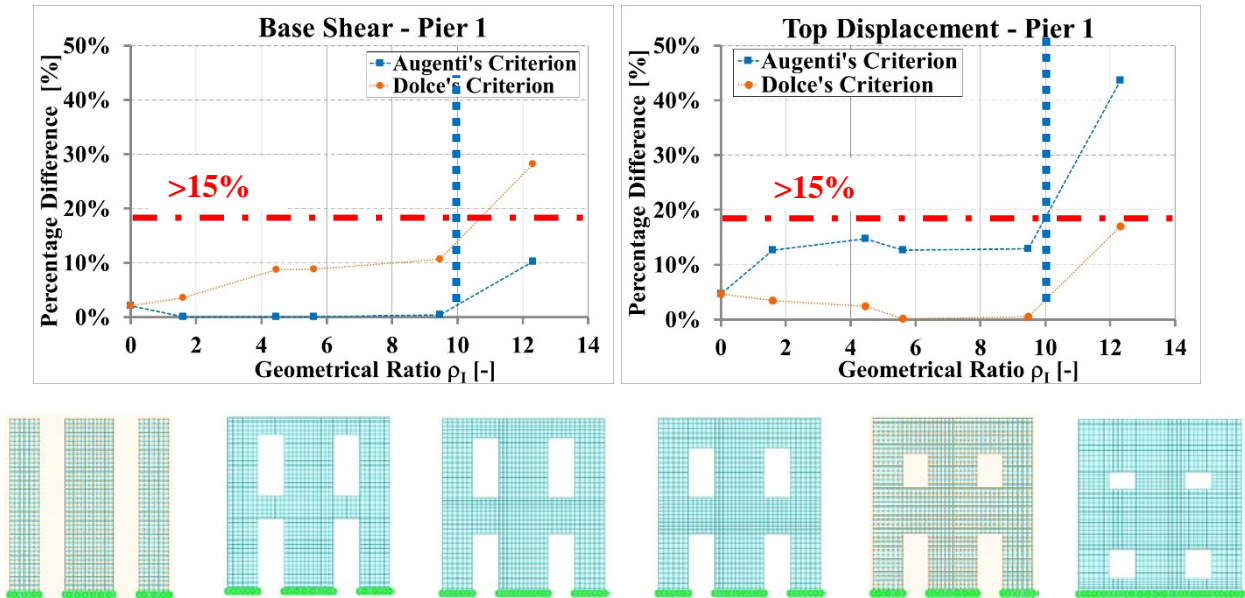 Base Shear - Pier 1
Percentage Difference [%]
50%
40%
30%
20%
10%
0%
Augenti's Criterion
Dolce's Criterion
>15%
0 2 4 6 8 10 12 14
Geometrical Ratio ρI [-]
Top Displacement - Pier 1
Percentage Difference [%]
50%
40%
30%
20%
10%
0%
Augenti's Criterion
Dolce's Criterion
>15%
0 2 4 6 8 10 12 14
Geometrical Ratio ρI [-]